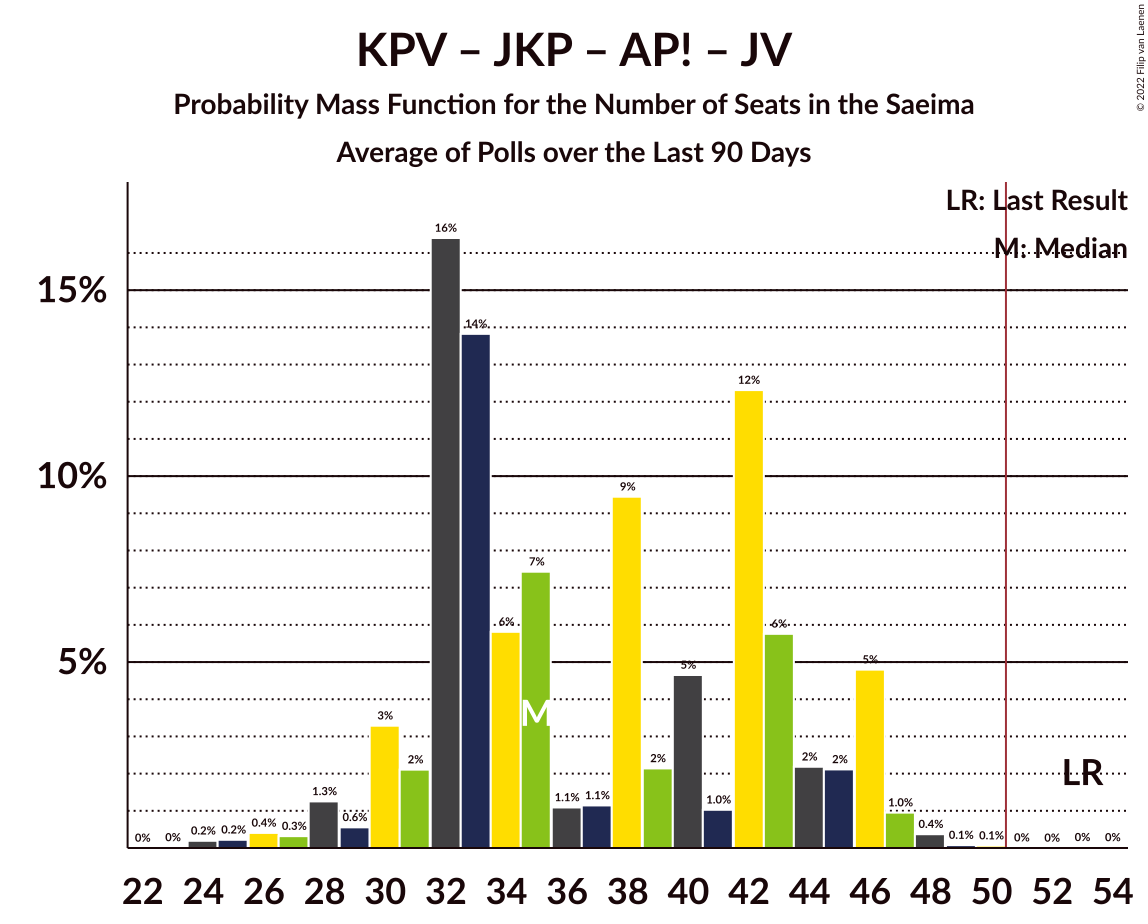 KPV – JKP – AP! – JV
Probability Mass Function for the Number of Seats in the Saeima
Average of Polls over the Last 90 Days
© 2022 Filip van Laenen
LR: Last Result
M: Median
15%
10%
5%
0% 0% 0.2% 0.2% 0.4% 0.3% 1.3% 0.6% 3% 2% 16% 14% 6% 7% 1.1% 1.1% 9% 2% 5% 1.0% 12% 6% 2% 2% 5% 1.0% 0.4% 0.1% 0.1% 0% 0% 0% 0%
M
LR
22 24 26 28 30 32 34 36 38 40 42 44 46 48 50 52 54